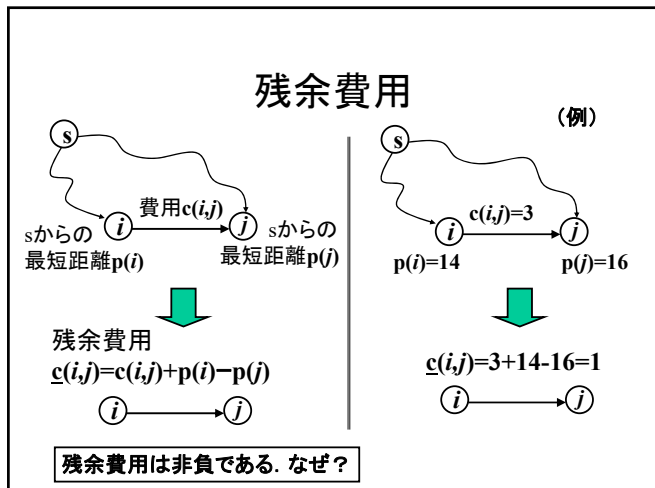 残余費用
s
i
費用c(i,j)
j
sからの
最短距離p(i)
sからの
最短距離p(j)
残余費用
c(i,j)=c(i,j)+p(i)−p(j)
i
j
(例)
s
c(i,j)=3
i
j
p(i)=14
p(j)=16
c(i,j)=3+14-16=1
i
j
残余費用は非負である. なぜ?